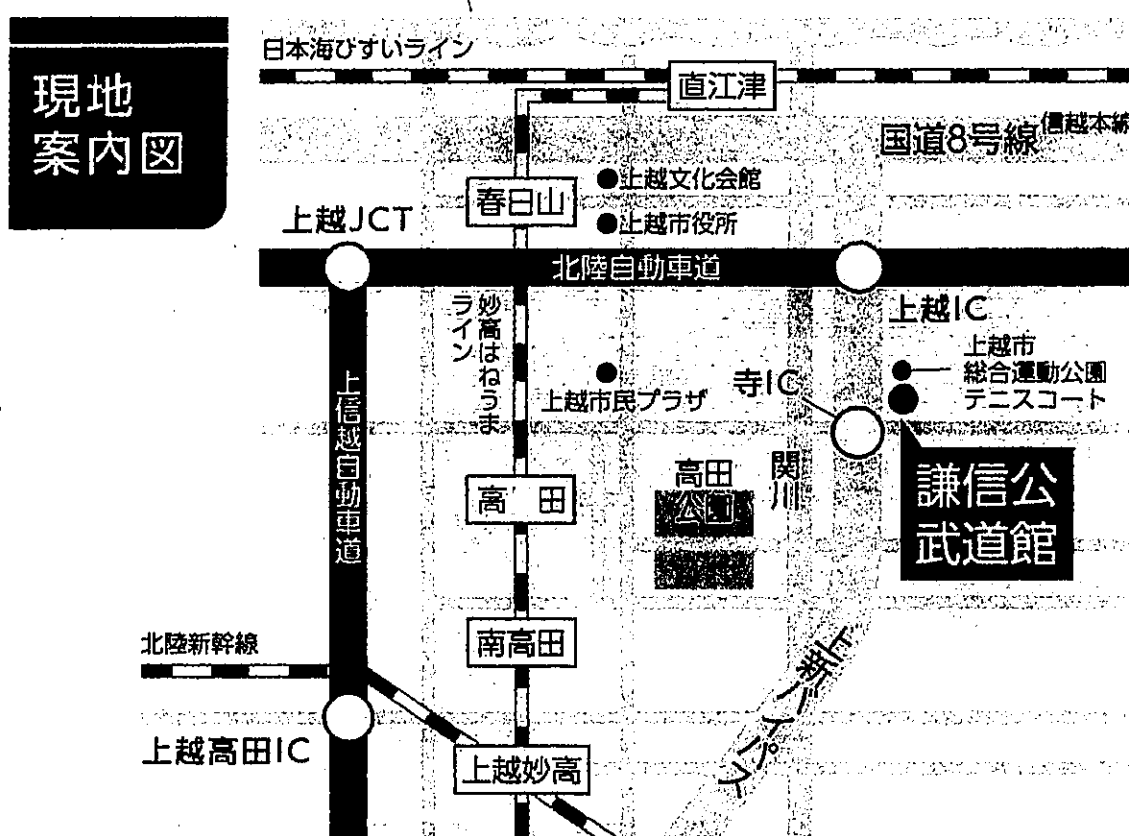 現地
案内図
日本海ひすいライン
直江津
信越本線
国道8号線
春日山
上越文化会館
上越市役所
上越JCT
北陸自動車道
上越IC
妙高はねうま
ライン
上越市
総合運動公園
テニスコート
上越市民プラザ
寺IC
上信越自動車道
高田
高田
公園
関川
謙信公
武道館
南高田
北陸新幹線
上新バイパス
上越高田IC
上越妙高